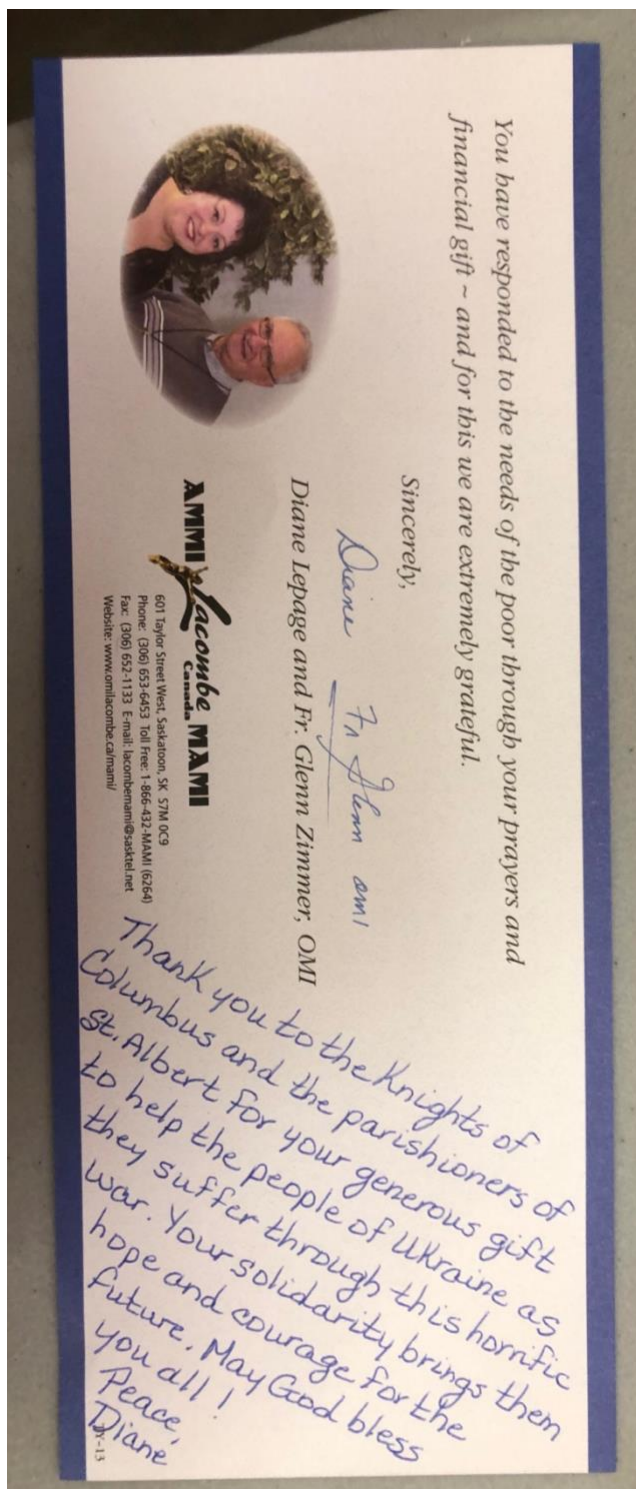 You have responded to the needs of the poor through your prayers and
financial gift ~ and for this we are extremely grateful.
Sincerely,
Diane Fr Glenn omi
Diane Lepage and Fr. Glenn Zimmer, OMI
AMMI Lacombe MAMI
Canada
601 Taylor Street West, Saskatoon, SK S7M 0C9
Phone: (306) 653-6453 Toll Free: 1-866-432-MAMI (6264)
Fax: (306) 652-1133 E-mail: lacombemami@sasktel.net
Website: www.omilacombe.ca/mami/
Thank you to the Knights of
Columbus and the parishioners of
St. Albert for your generous gift
to help the people of Ukraine as
they suffer through this horrific
war. Your solidarity brings them
hope and courage for the
future. May God bless
you all!
Peace,
Diane